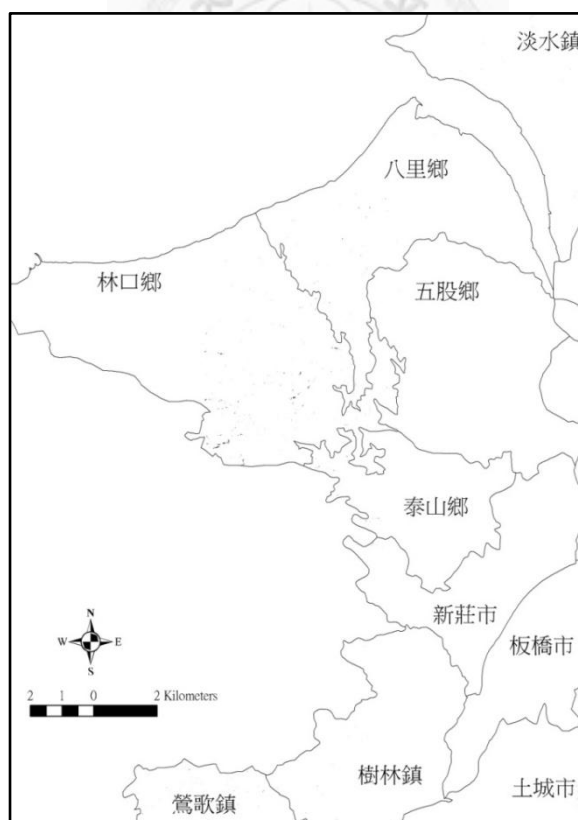 淡水鎮
八里鄉
林口鄉
五股鄉
泰山鄉
新莊市
板橋市
N
W E
S
2 1 0 2 Kilometers
樹林鎮
土城市
鶯歌鎮